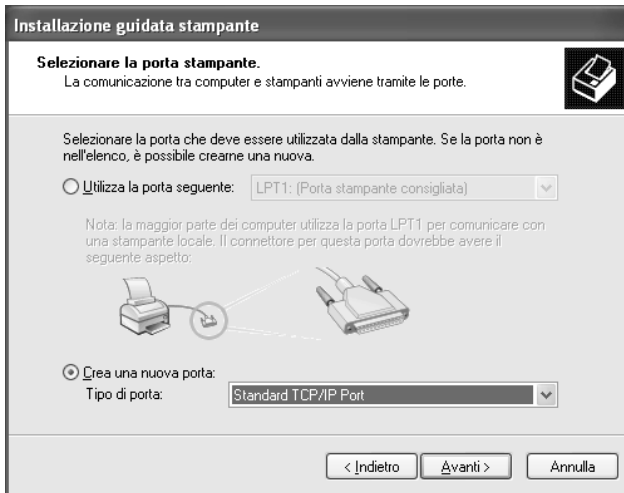 Installazione guidata stampante
Selezionare la porta stampante.
La comunicazione tra computer e stampanti avviene tramite le porte.
Selezionare la porta che deve essere utilizzata dalla stampante. Se la porta non è
nell'elenco, è possibile crearne una nuova.
Utilizza la porta seguente: LPT1: (Porta stampante consigliata)
Nota: la maggior parte dei computer utilizza la porta LPT1 per comunicare con
una stampante locale. Il connettore per questa porta dovrebbe avere il
seguente aspetto:
Crea una nuova porta:
Tipo di porta: Standard TCP/IP Port
< Indietro Avanti > Annulla